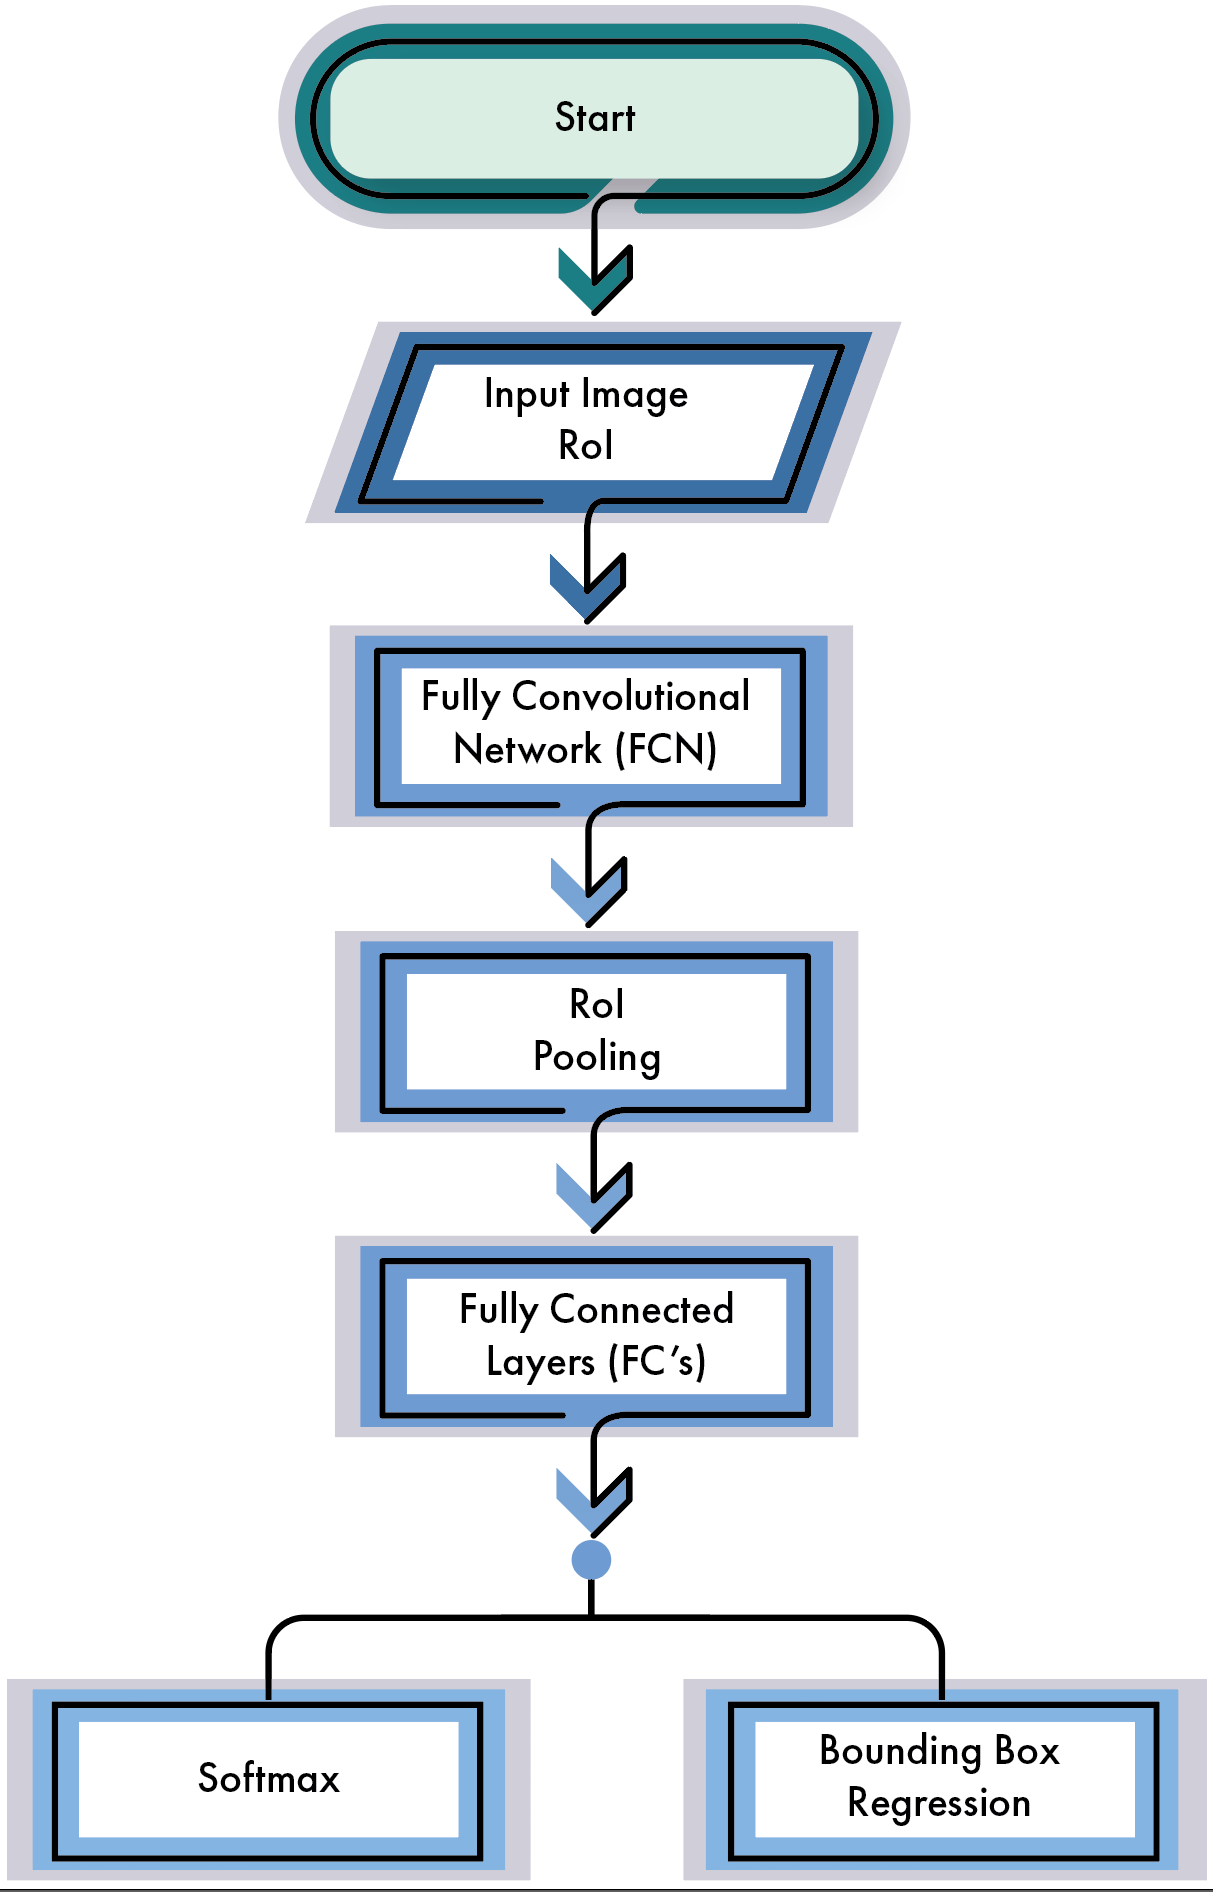 Start
Input Image
RoI
Fully Convolutional
Network (FCN)
RoI
Pooling
Fully Connected
Layers (FC's)
Softmax
Bounding Box
Regression